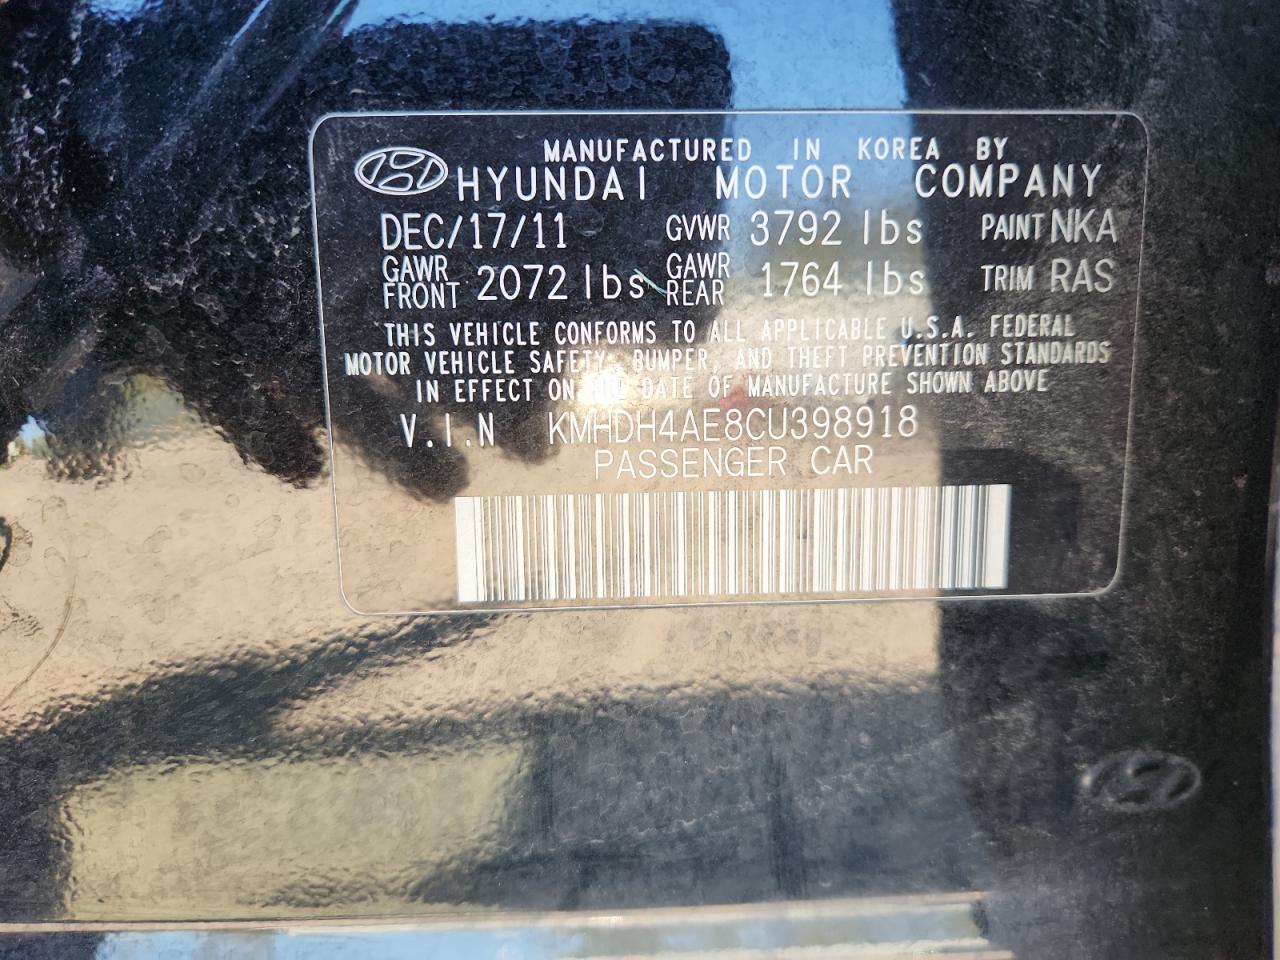 MANUFACTURED IN KOREA BY
HYUNDAI MOTOR COMPANY
DEC/17/11 GVWR 3792 lbs PAINT NKA
GAWR FRONT 2072 lbs GAWR REAR 1764 lbs TRIM RAS
THIS VEHICLE CONFORMS TO ALL APPLICABLE U.S.A. FEDERAL
MOTOR VEHICLE SAFETY, BUMPER, AND THEFT PREVENTION STANDARDS
IN EFFECT ON THE DATE OF MANUFACTURE SHOWN ABOVE
V.I.N KMHDH4AE8CU398918
PASSENGER CAR